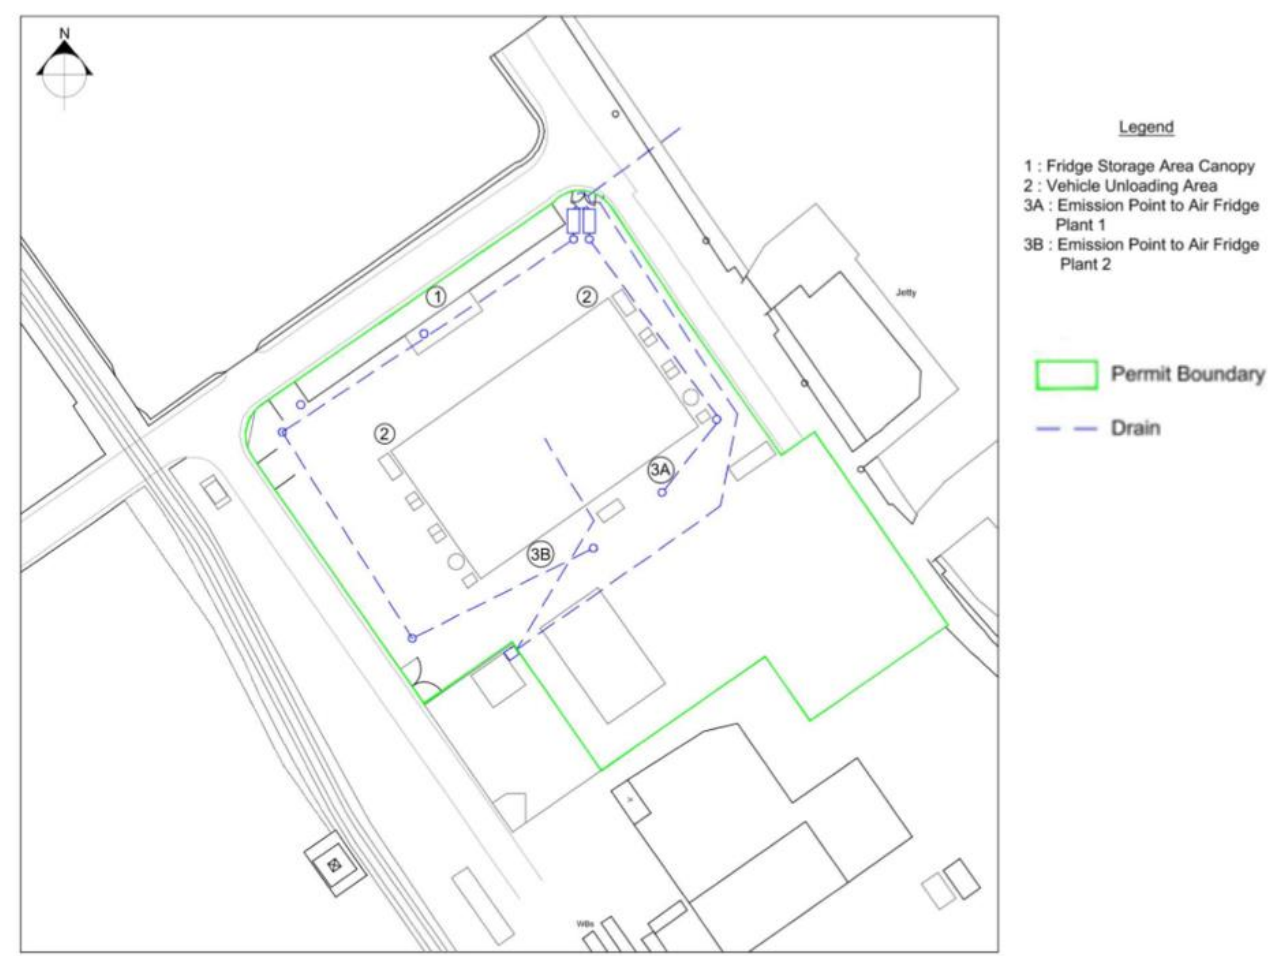 N
Legend
1 : Fridge Storage Area Canopy
2 : Vehicle Unloading Area
3A : Emission Point to Air Fridge
Plant 1
3B : Emission Point to Air Fridge
Plant 2
Permit Boundary
Drain
1
2
Jetty
2
3A
3B
WBs